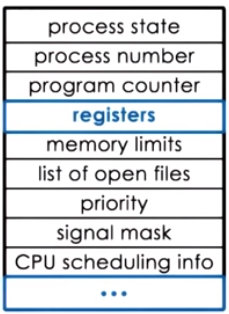 process state
process number
program counter
registers
memory limits
list of open files
priority
signal mask
CPU scheduling info
...